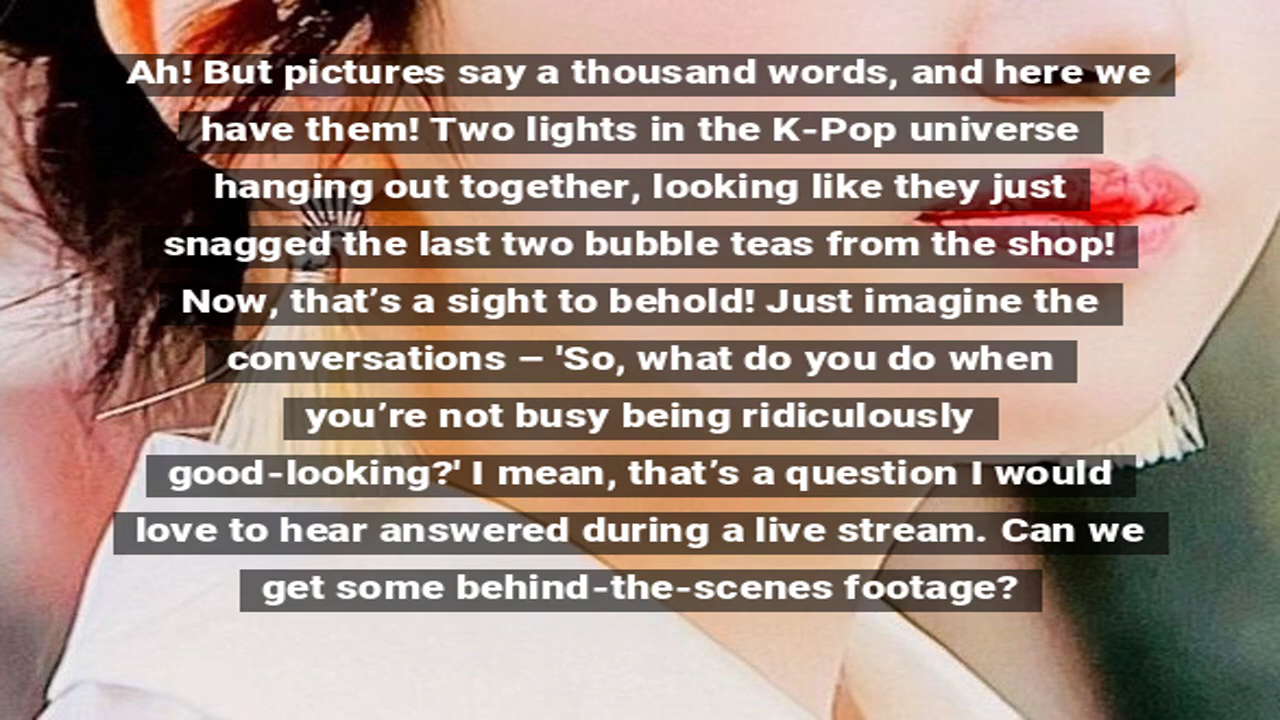 Ah! But pictures say a thousand words, and here we
have them! Two lights in the K-Pop universe
hanging out together, looking like they just
snagged the last two bubble teas from the shop!
Now, that’s a sight to behold! Just imagine the
conversations – 'So, what do you do when
you’re not busy being ridiculously
good-looking?' I mean, that’s a question I would
love to hear answered during a live stream. Can we
get some behind-the-scenes footage?